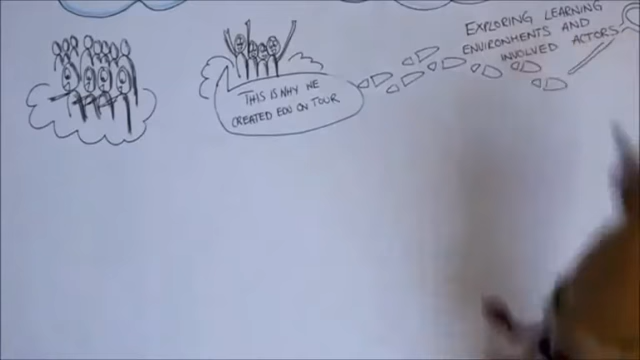 EXPLORING LEARNING
ENVIRONMENTS AND
INVOLVED ACTORS
THIS IS WHY WE
CREATED EDU ON TOUR